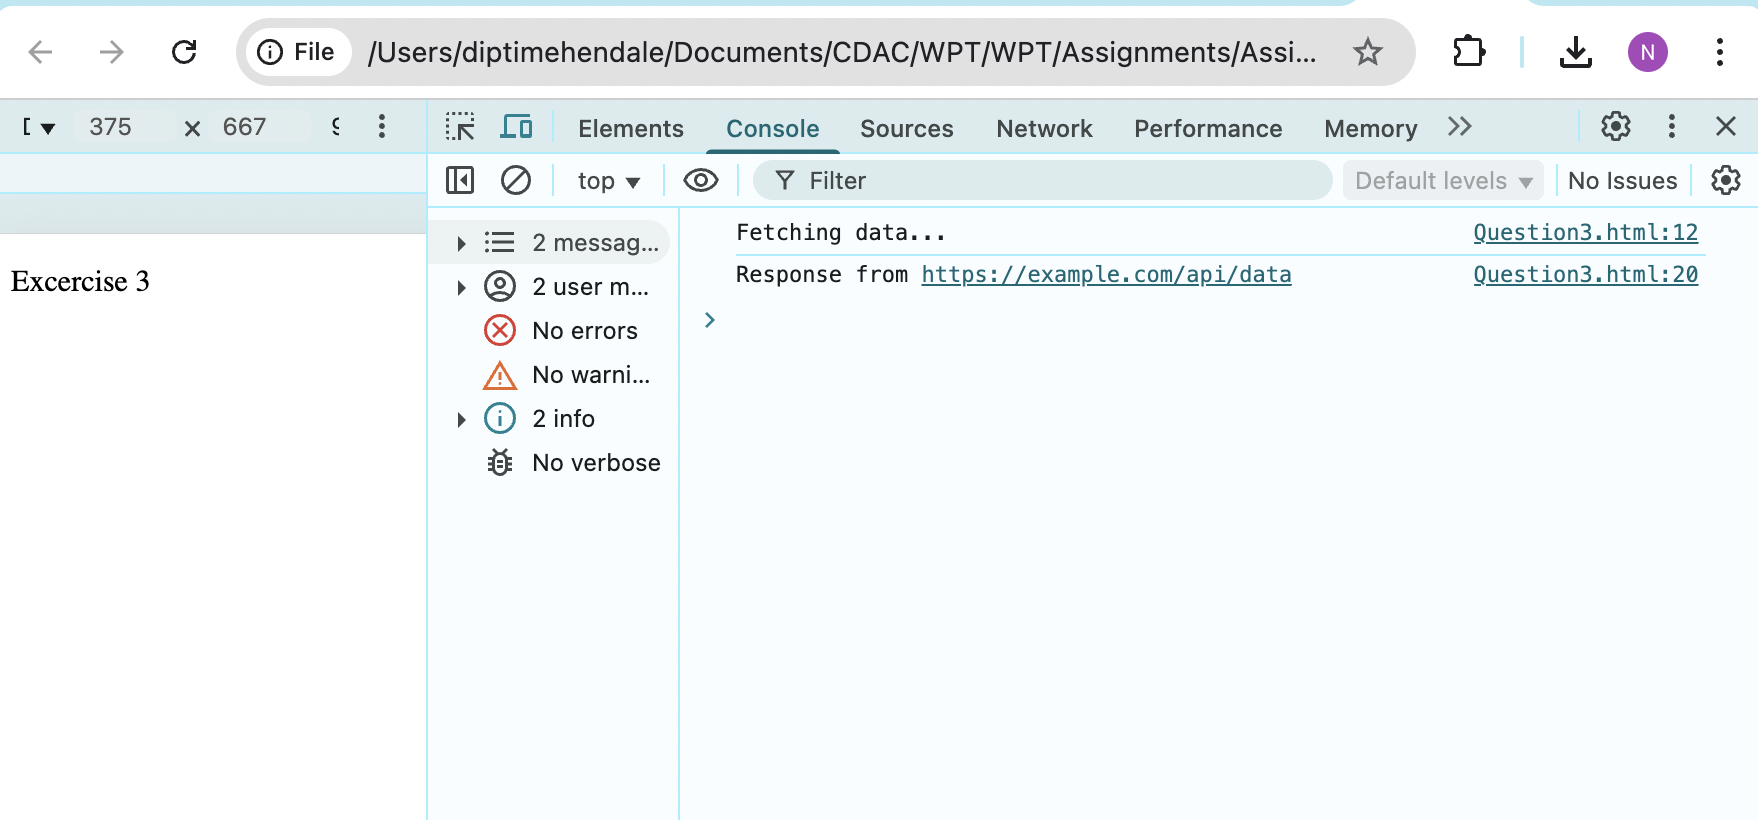 File /Users/diptimehendale/Documents/CDAC/WPT/WPT/Assignments/Assi... N
375 × 667
Elements Console Sources Network Performance Memory
top Filter Default levels No Issues
Excercise 3
2 messag...
2 user m...
No errors
No warni...
2 info
No verbose
Fetching data... Question3.html:12
Response from https://example.com/api/data Question3.html:20